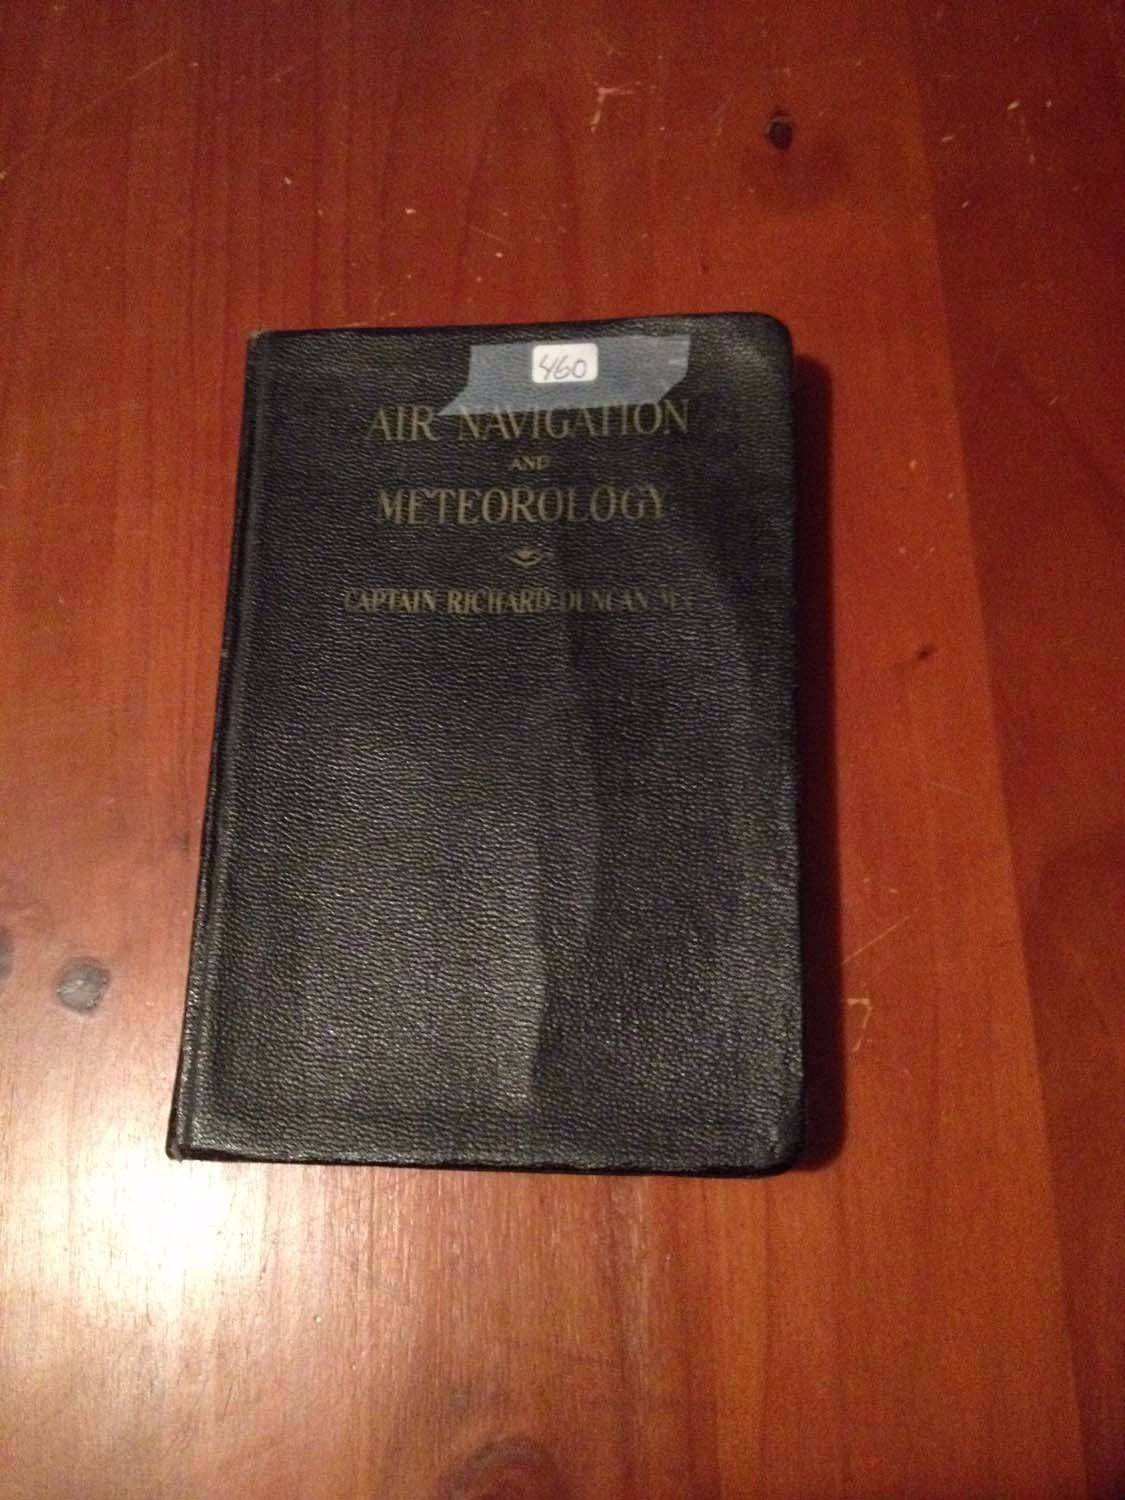 460
AIR NAVIGATION
AND
METEOROLOGY
CAPTAIN RICHARD DUNCAN M.C.